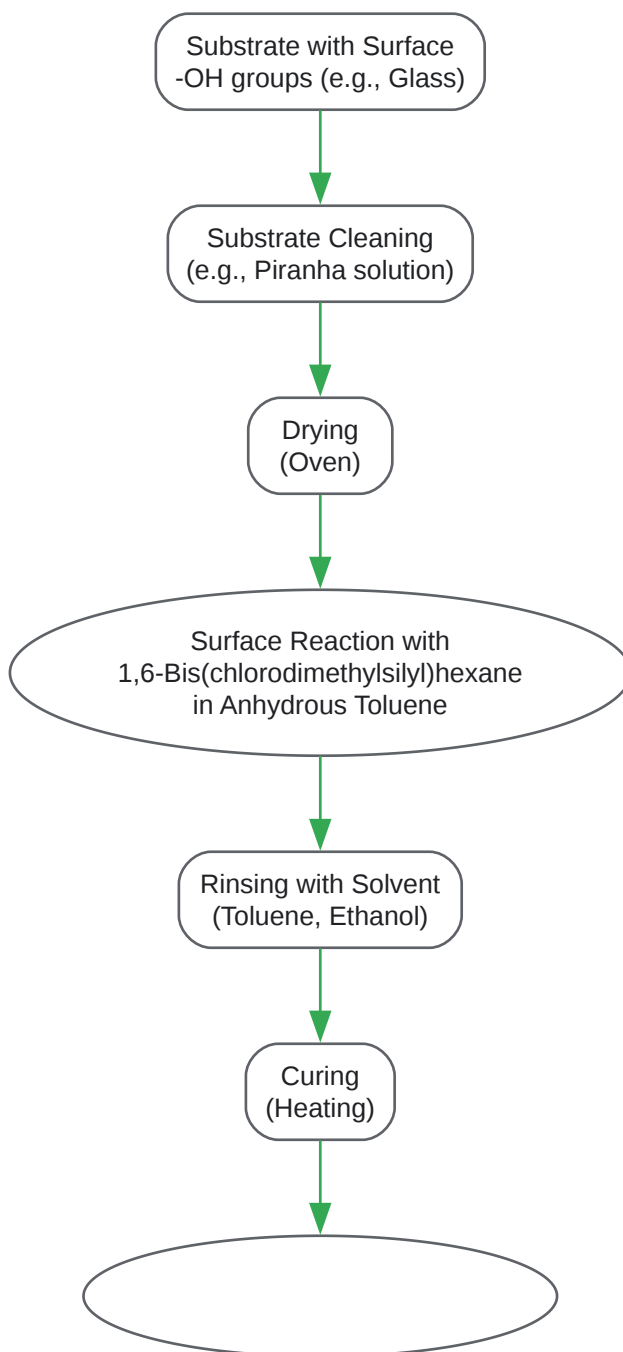 Substrate with Surface
-OH groups (e.g., Glass)
Substrate Cleaning
(e.g., Piranha solution)
Drying
(Oven)
Surface Reaction with
1,6-Bis(chlorodimethylsilyl)hexane
in Anhydrous Toluene
Rinsing with Solvent
(Toluene, Ethanol)
Curing
(Heating)